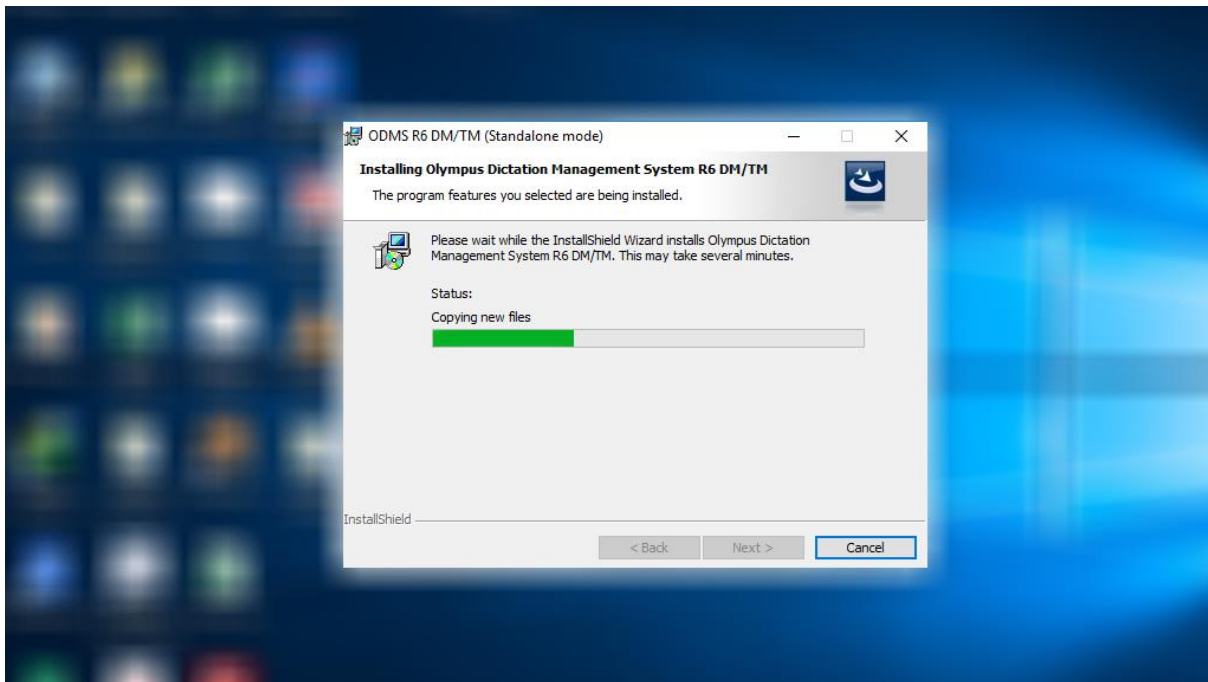 ODMS R6 DM/TM (Standalone mode)
Installing Olympus Dictation Management System R6 DM/TM
The program features you selected are being installed.
Please wait while the InstallShield Wizard installs Olympus Dictation
Management System R6 DM/TM. This may take several minutes.
Status:
Copying new files
InstallShield
< Back Next > Cancel